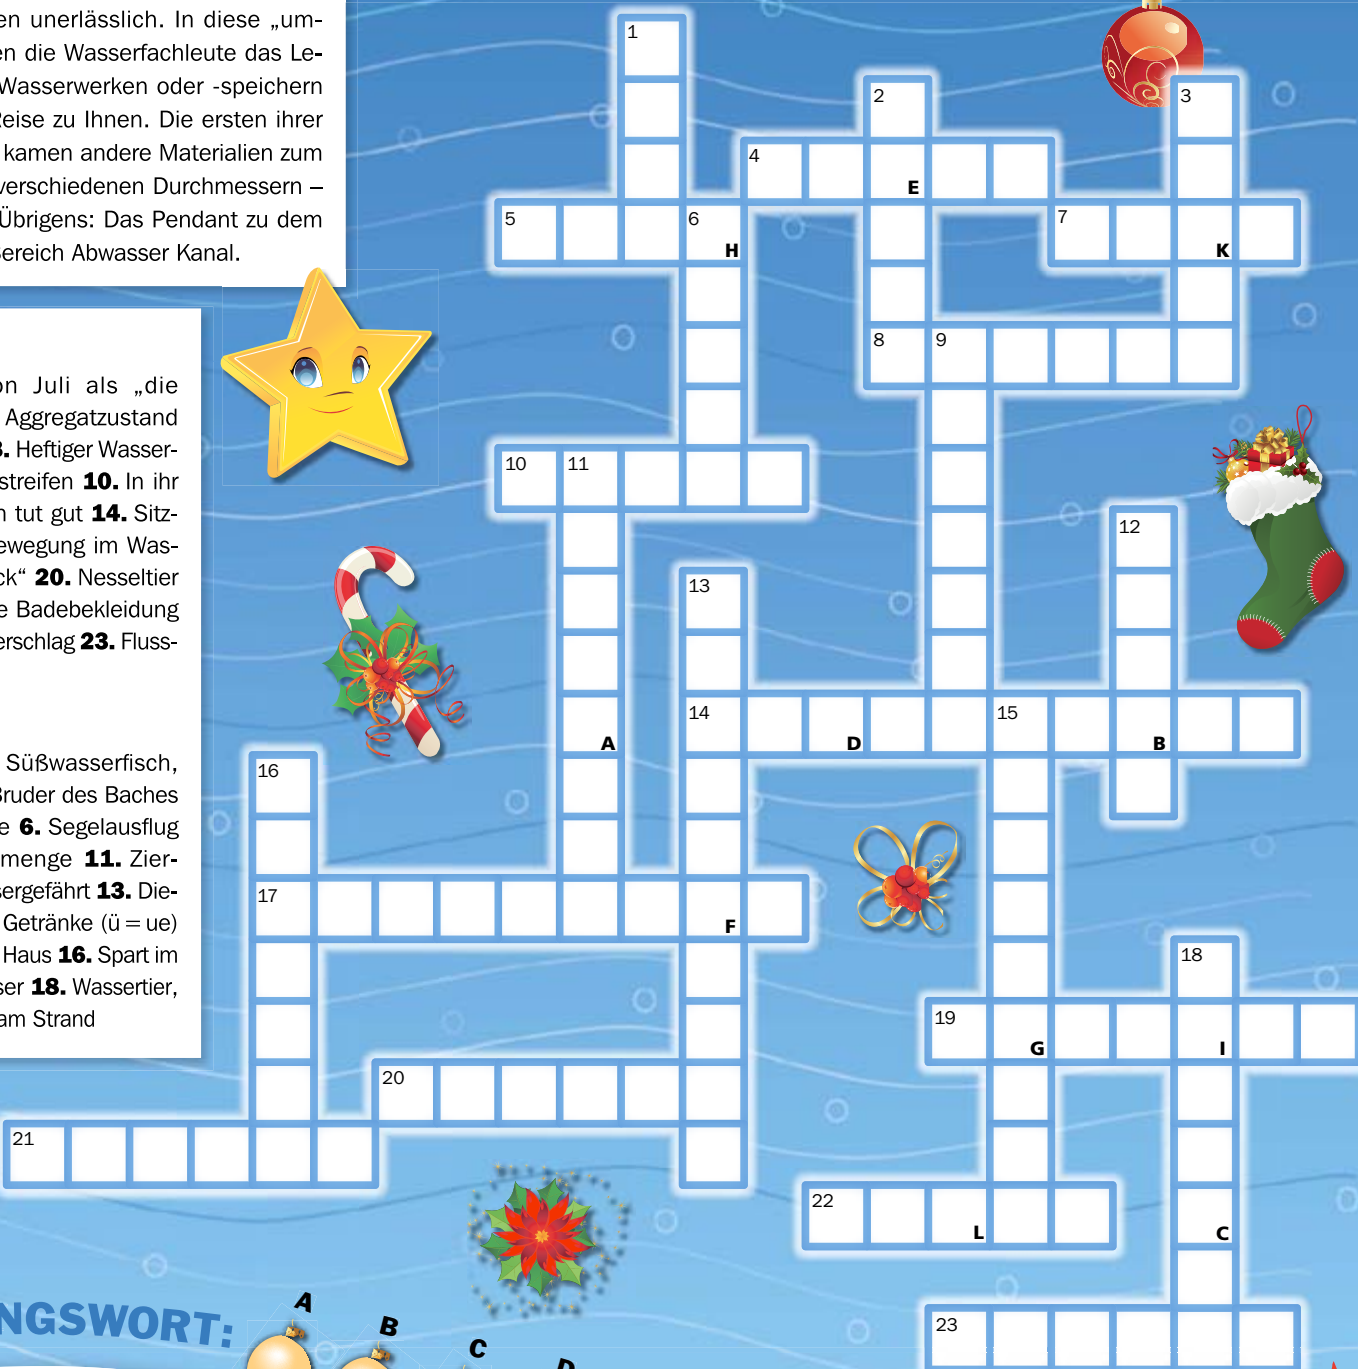 en unerlässlich. In diese „um-
en die Wasserfachleute das Le-
Wasserwerken oder -speichern
Reise zu Ihnen. Die ersten ihrer
kamen andere Materialien zum
verschiedenen Durchmessern –
Übrigens: Das Pendant zu dem
Bereich Abwasser Kanal.
on Juli als „die
Aggregatzustand
8. Heftiger Wasser-
streifen 10. In ihr
n tut gut 14. Sitz-
ewegung im Was-
ck“ 20. Nesseltier
e Badebekleidung
erschlag 23. Fluss-
Süßwasserfisch,
Bruder des Baches
e 6. Segelausflug
menge 11. Zier-
sergefährt 13. Die-
Getränke (ü = ue)
Haus 16. Spart im
ser 18. Wassertier,
am Strand
1
2
3
4
E
5
6
H
7
K
8
9
10
11
12
13
A
14
D
15
B
16
17
F
18
19
G
I
20
21
22
L
C
23
NGSWORT:
A
B
C
D